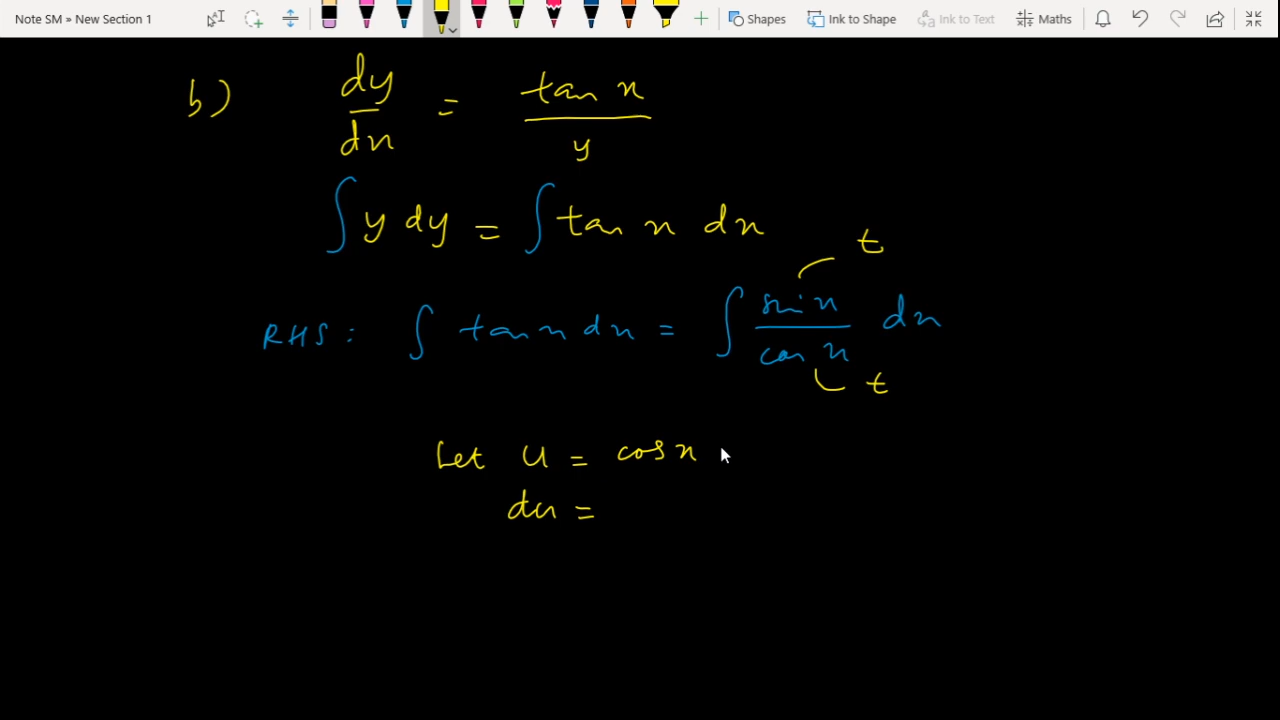 Note SM » New Section 1 Shapes Ink to Shape Ink to Text Maths
b) dy/dx = tan x / y
∫ y dy = ∫ tan x dx
t
RHS : ∫ tan x dx = ∫ sin x / cos x dx
t
Let u = cos x
du =